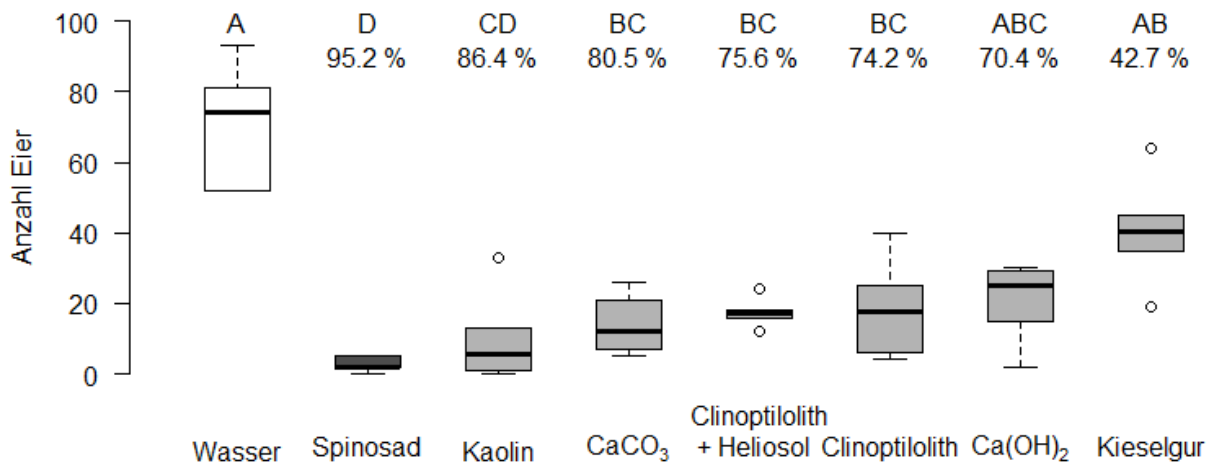 100 A D CD BC BC BC ABC AB
95.2 % 86.4 % 80.5 % 75.6 % 74.2 % 70.4 % 42.7 %
80
60
40
20
0
Anzahl Eier
Wasser
Spinosad
Kaolin
CaCO₃
Clinoptilolith
+ Heliosol
Clinoptilolith
Ca(OH)₂
Kieselgur